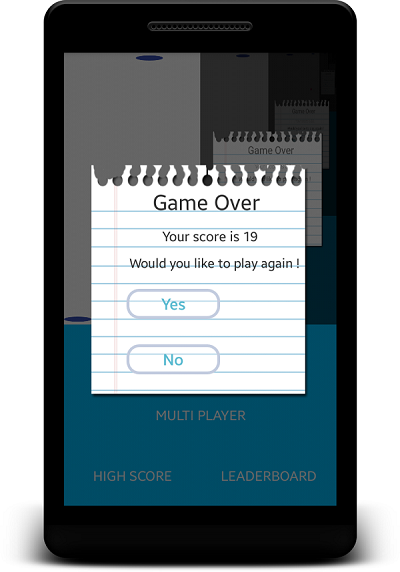 Game Over
Game Over
Your score is 19
Would you like to play again !
Yes
No
MULTI PLAYER
HIGH SCORE
LEADERBOARD